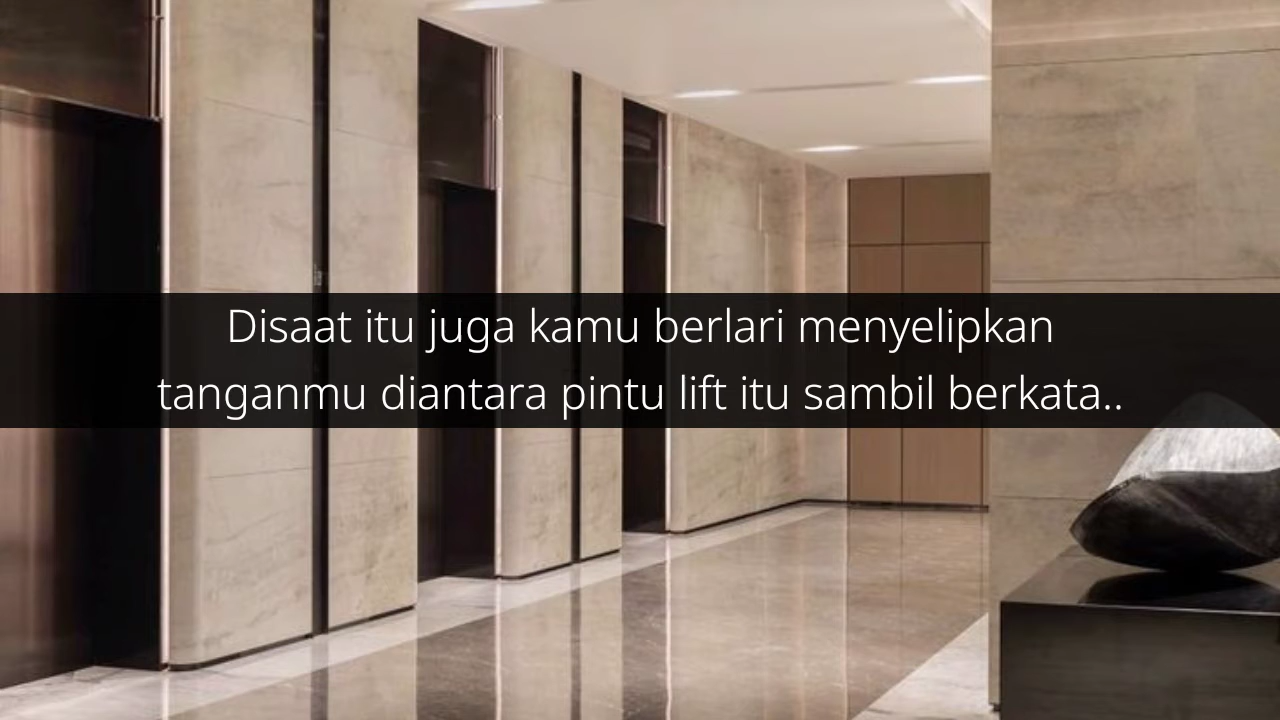 Disaat itu juga kamu berlari menyelipkan
tanganmu diantara pintu lift itu sambil berkata..